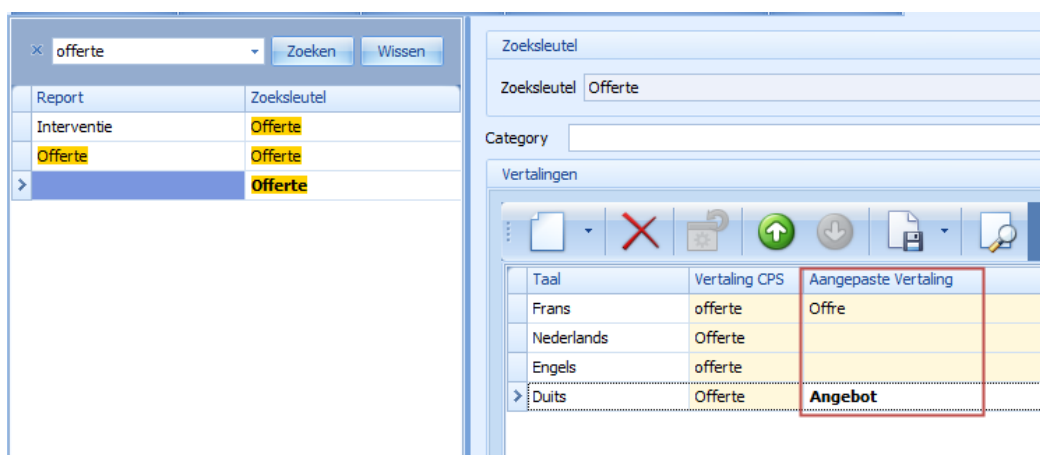 offerte Zoeken Wissen
Report Zoeksleutel
Interventie Offerte
Offerte Offerte
Offerte
Zoeksleutel
Zoeksleutel Offerte
Category
Vertalingen
Taal Vertaling CPS Aangepaste Vertaling
Frans offerte Offre
Nederlands Offerte
Engels offerte
Duits Offerte Angebot